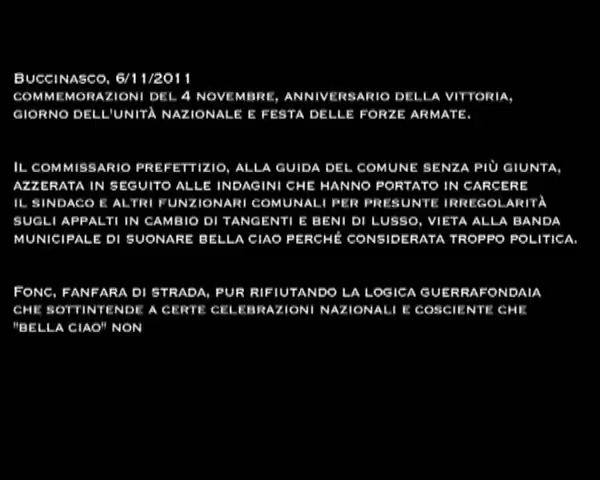 Buccinasco, 6/11/2011
commemorazioni del 4 novembre, anniversario della vittoria,
giorno dell'unità nazionale e festa delle forze armate.
Il commissario prefettizio, alla guida del comune senza più giunta,
azzerata in seguito alle indagini che hanno portato in carcere
il sindaco e altri funzionari comunali per presunte irregolarità
sugli appalti in cambio di tangenti e beni di lusso, vieta alla banda
municipale di suonare bella ciao perché considerata troppo politica.
Fonc, fanfara di strada, pur rifiutando la logica guerrafondaia
che sottintende a certe celebrazioni nazionali e cosciente che
"bella ciao" non